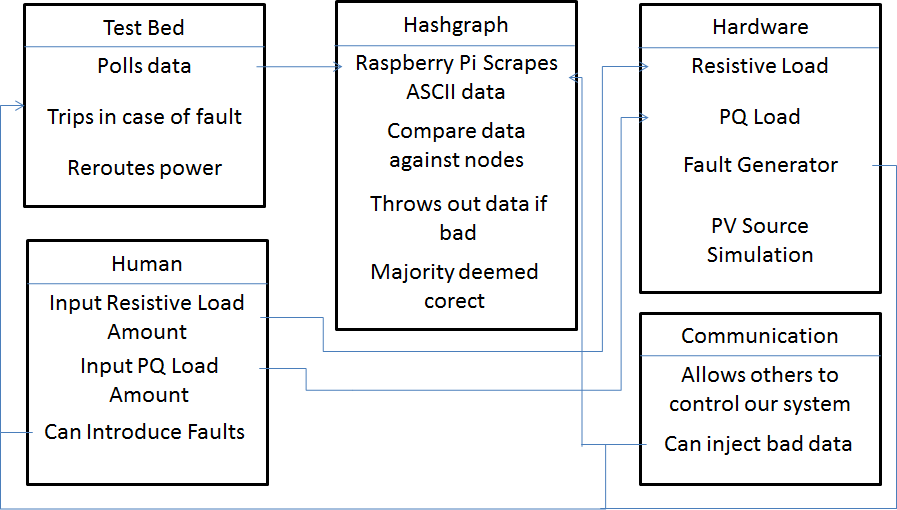 Test Bed
Polls data
Trips in case of fault
Reroutes power
Hashgraph
Raspberry Pi Scrapes
ASCII data
Compare data
against nodes
Throws out data if
bad
Majority deemed
corect
Hardware
Resistive Load
PQ Load
Fault Generator
PV Source
Simulation
Human
Input Resistive Load
Amount
Input PQ Load
Amount
Can Introduce Faults
Communication
Allows others to
control our system
Can inject bad data